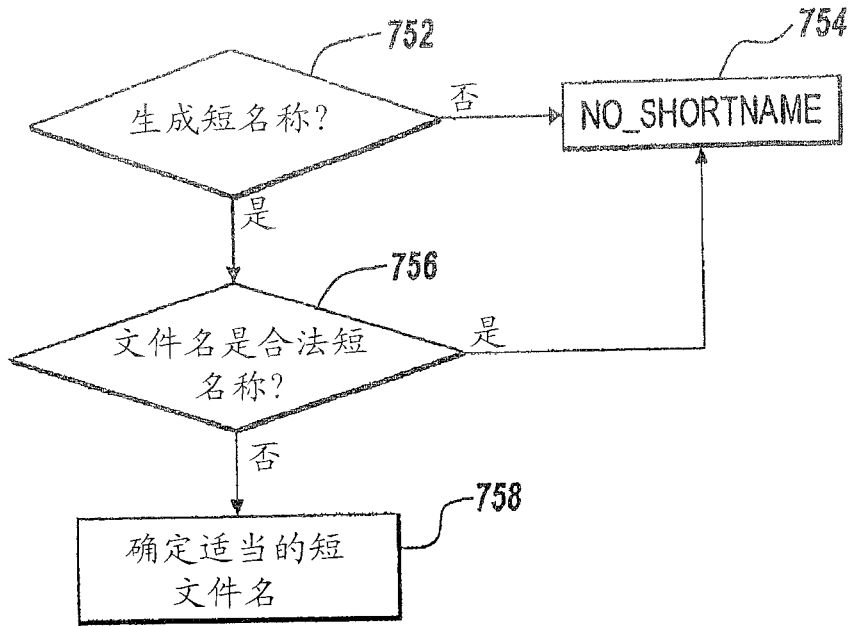 752
生成短名称?
否
754
NO_SHORTNAME
是
756
文件名是合法短
名称?
是
否
758
确定适当的短
文件名